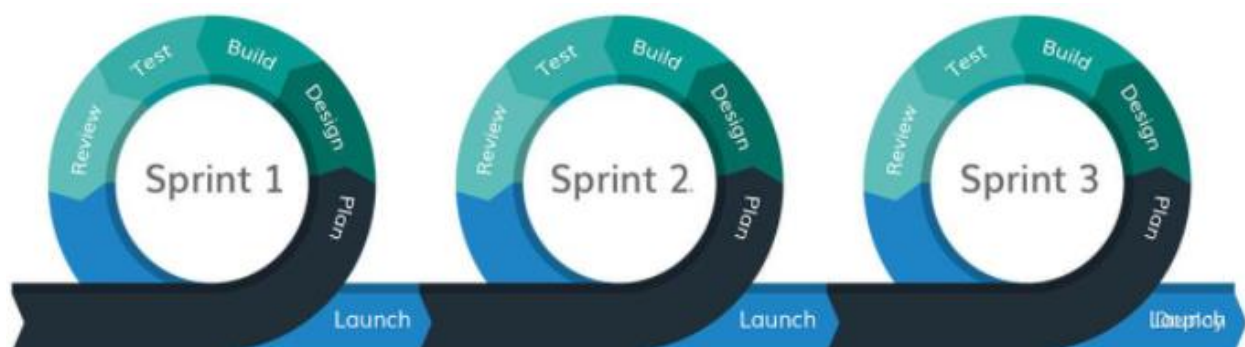 Test
Build
Review
Design
Sprint 1
Plan
Launch
Test
Build
Review
Design
Sprint 2
Plan
Launch
Test
Build
Review
Design
Sprint 3
Plan